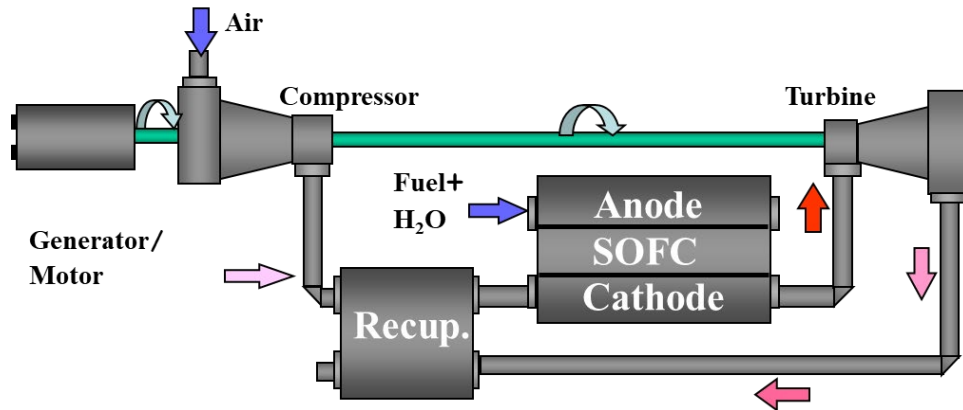 Air
Compressor
Turbine
Fuel+
H₂O
Anode
SOFC
Cathode
Generator/
Motor
Recup.